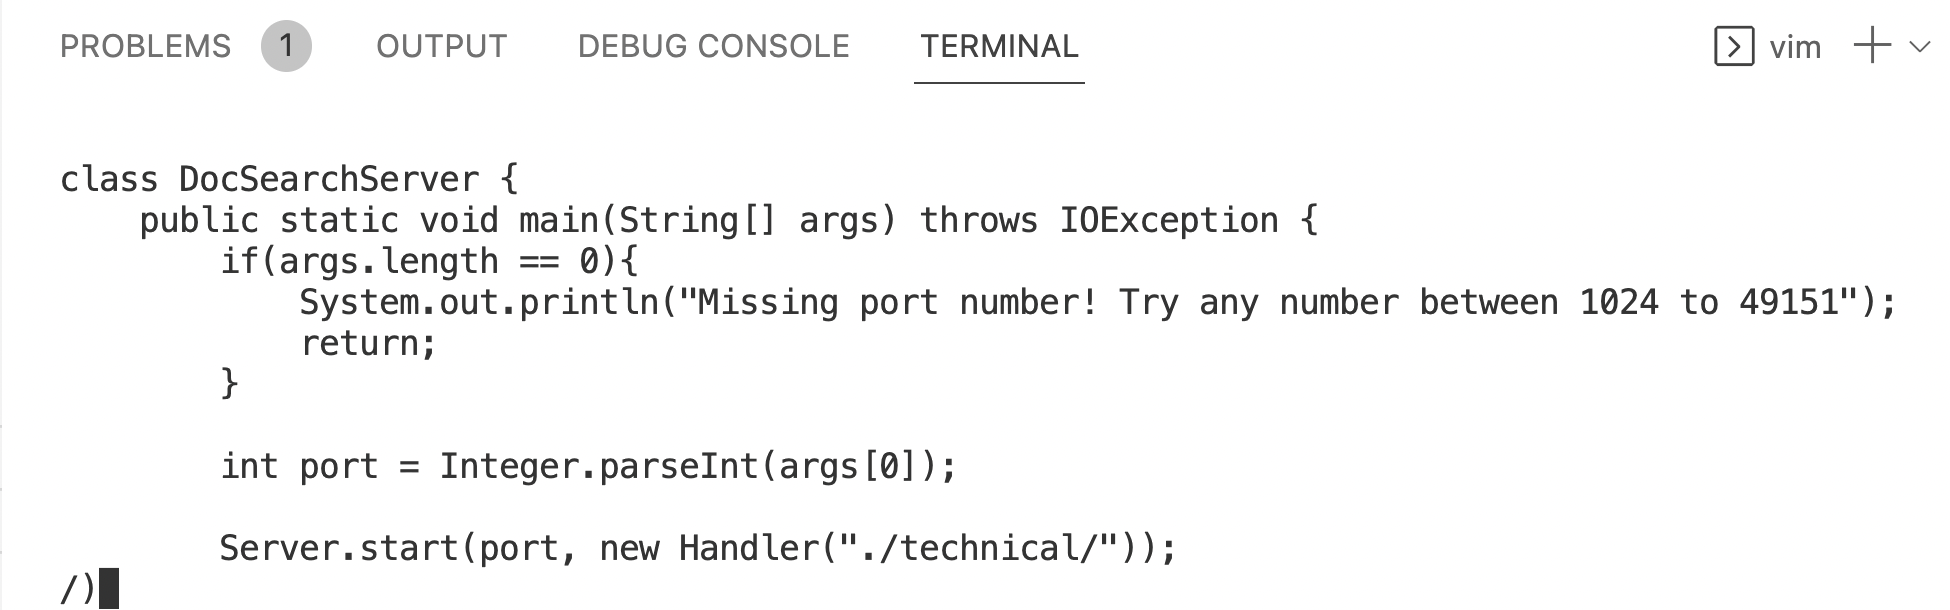 PROBLEMS 1 OUTPUT DEBUG CONSOLE TERMINAL vim
class DocSearchServer {
    public static void main(String[] args) throws IOException {
        if(args.length == 0){
            System.out.println("Missing port number! Try any number between 1024 to 49151");
            return;
        }
        int port = Integer.parseInt(args[0]);
        Server.start(port, new Handler("./technical/"));
/)